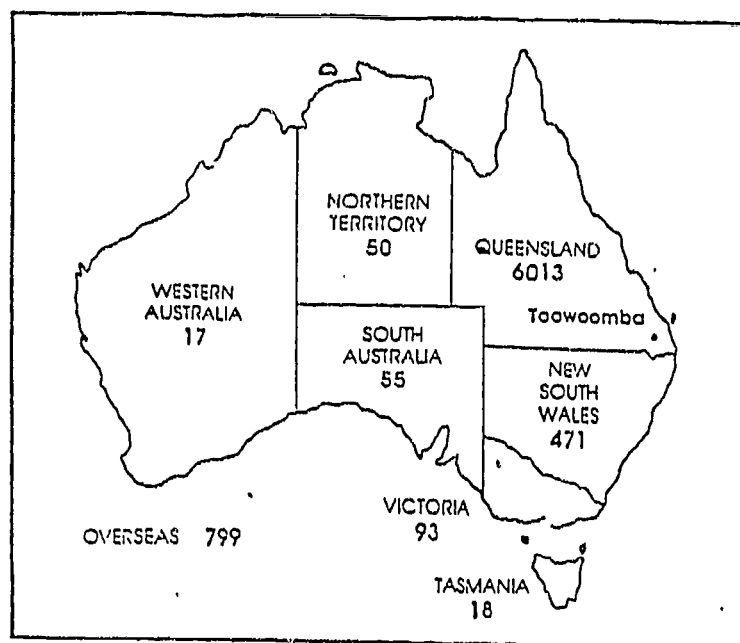 NORTHERN
TERRITORY
50
QUEENSLAND
6013
WESTERN
AUSTRALIA
17
Toowoomba
SOUTH
AUSTRALIA
55
NEW
SOUTH
WALES
471
VICTORIA
93
OVERSEAS 799
TASMANIA
18